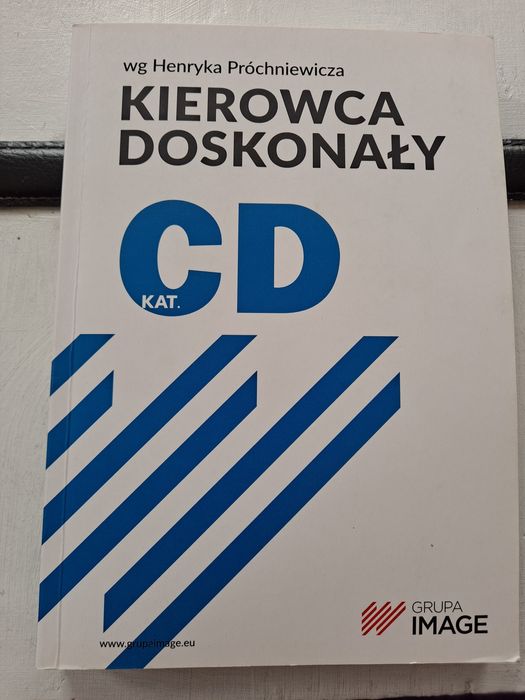 wg Henryka Próchniewicza
KIEROWCA
DOSKONAŁY
CD
KAT.
GRUPA
IMAGE
www.grupaimage.eu